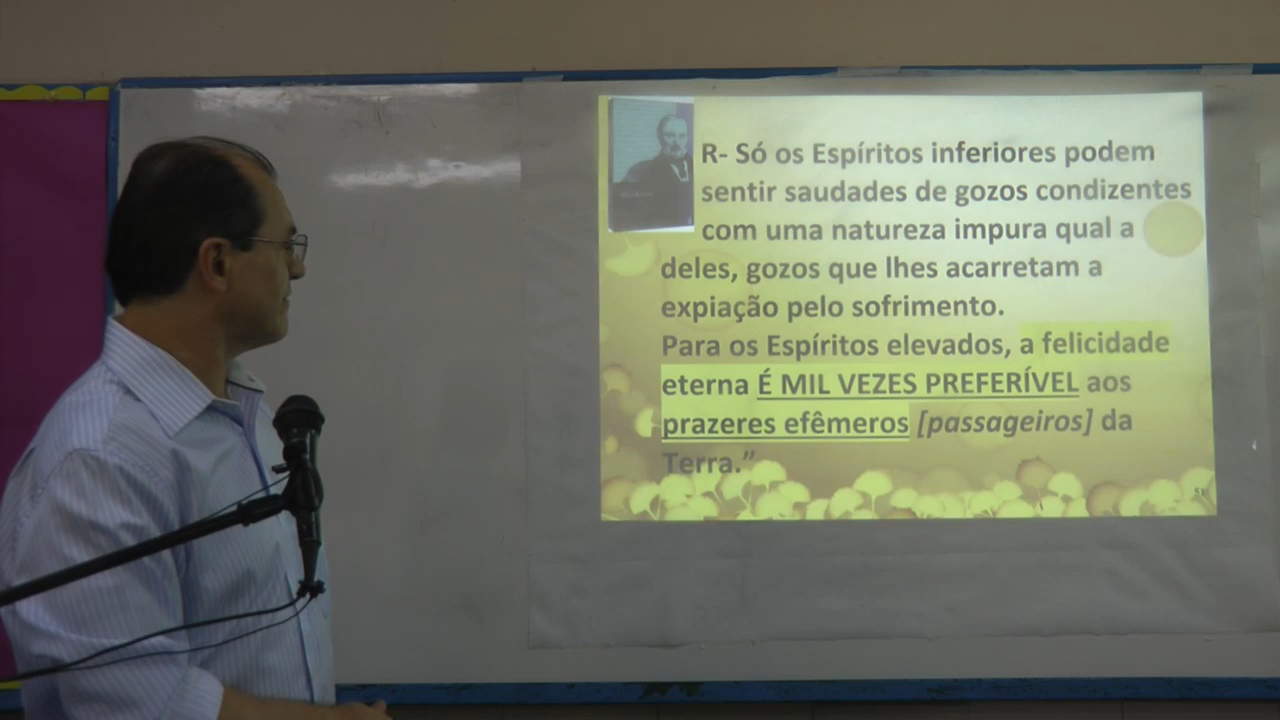 R- Só os Espíritos inferiores podem
sentir saudades de gozos condizentes
com uma natureza impura qual a
deles, gozos que lhes acarretam a
expiação pelo sofrimento.
Para os Espíritos elevados, a felicidade
eterna É MIL VEZES PREFERÍVEL aos
prazeres efêmeros [passageiros] da
Terra.”